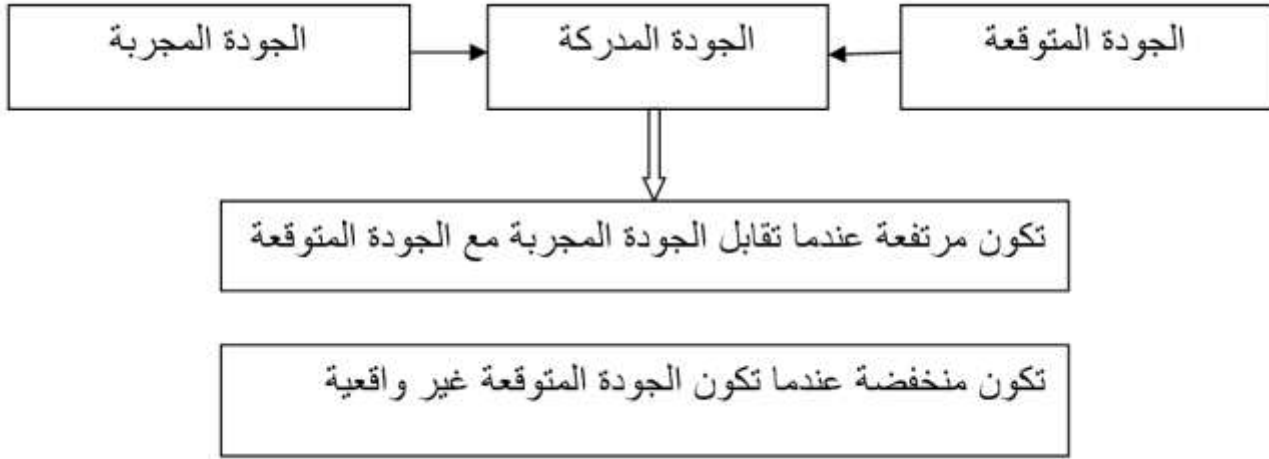 الجودة المتوقعة
الجودة المدركة
الجودة المجربة
تكون مرتفعة عندما تقابل الجودة المجربة مع الجودة المتوقعة
تكون منخفضة عندما تكون الجودة المتوقعة غير واقعية